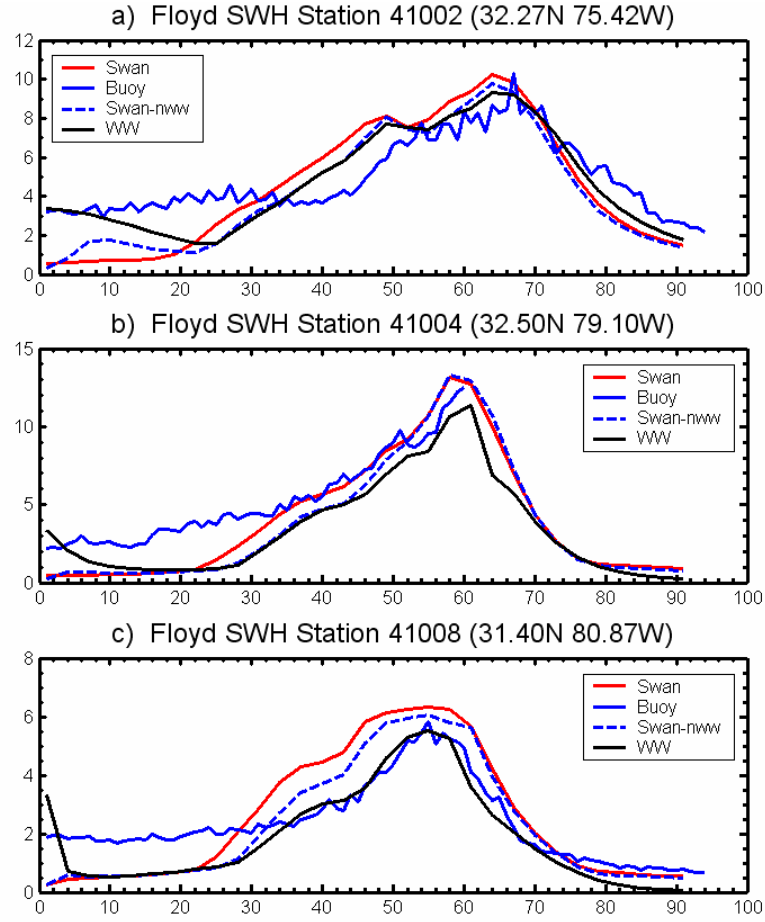 a) Floyd SWH Station 41002 (32.27N 75.42W)
12
10
8
6
4
2
0
Swan
Buoy
Swan-nww
WW
0 10 20 30 40 50 60 70 80 90 100
b) Floyd SWH Station 41004 (32.50N 79.10W)
15
10
5
0
Swan
Buoy
Swan-nww
WW
0 10 20 30 40 50 60 70 80 90 100
c) Floyd SWH Station 41008 (31.40N 80.87W)
8
6
4
2
0
Swan
Buoy
Swan-nww
WW
0 10 20 30 40 50 60 70 80 90 100